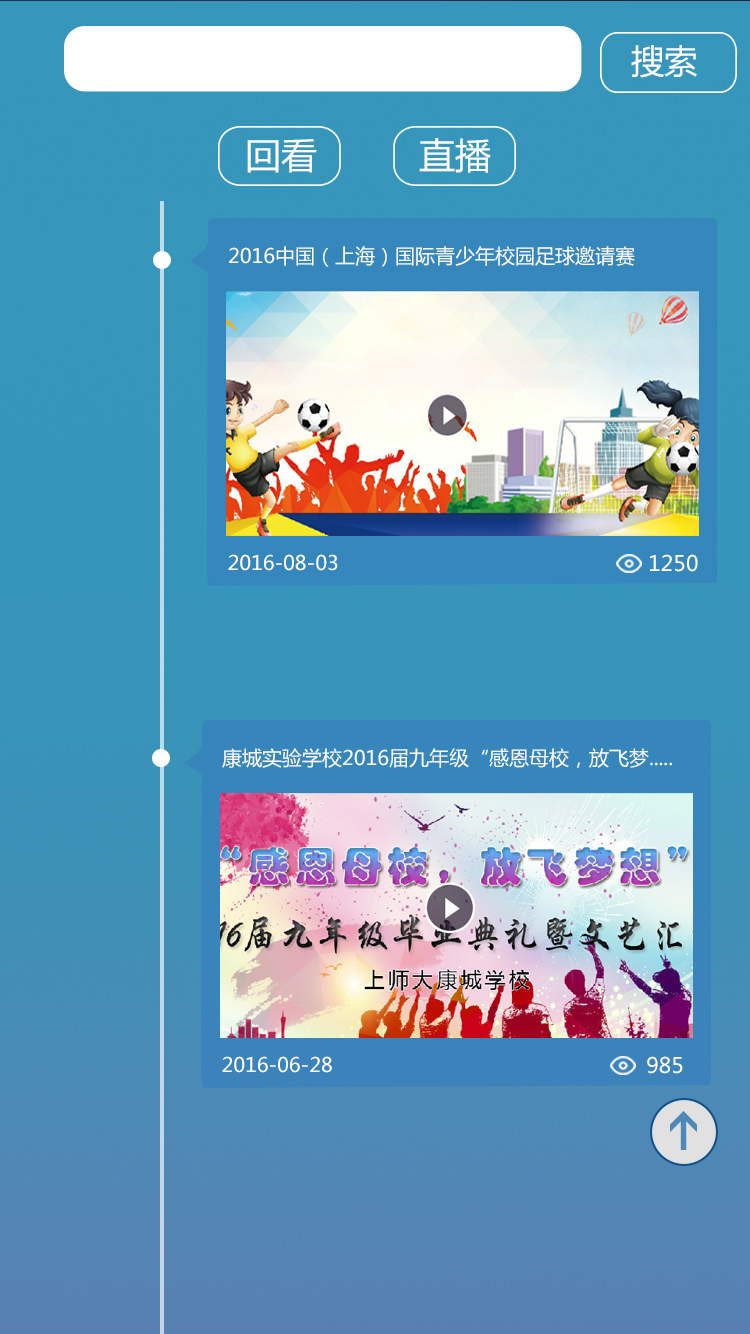 搜索
回看
直播
2016中国（上海）国际青少年校园足球邀请赛
2016-08-03
1250
康城实验学校2016届九年级“感恩母校，放飞梦.....
“感恩母校，放飞梦想”
16届九年级毕业典礼暨文艺汇
上师大康城学校
2016-06-28
985